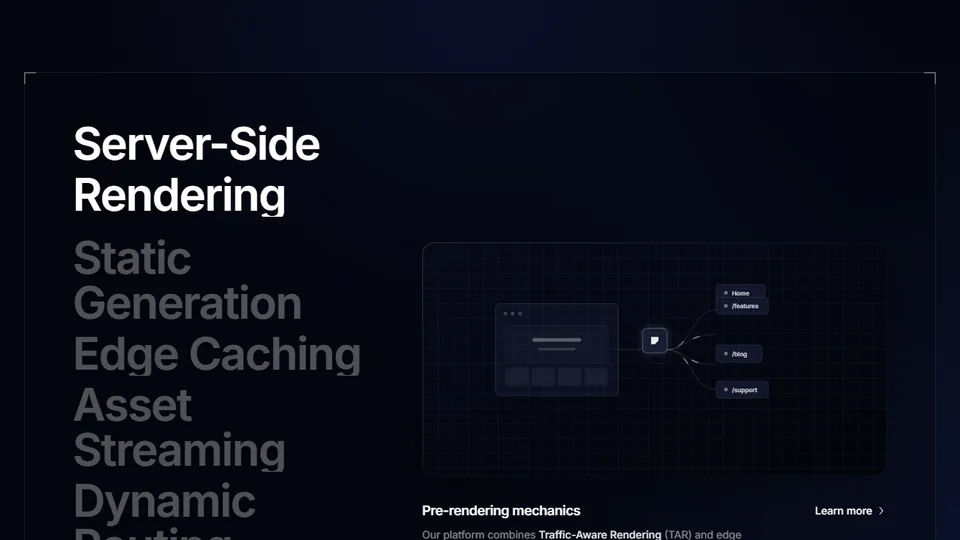 Server-Side
Rendering
Static
Generation
Edge Caching
Asset
Streaming
Dynamic
Routing
Home
/features
/blog
/support
Pre-rendering mechanics
Learn more
Our platform combines Traffic-Aware Rendering (TAR) and edge